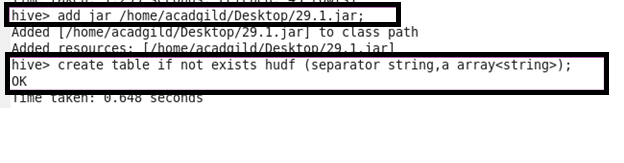 hive> add jar /home/acadgild/Desktop/29.1.jar;
Added [/home/acadgild/Desktop/29.1.jar] to class path
Added resources: [/home/acadgild/Desktop/29.1.jar]
hive> create table if not exists hudf (separator string,a array<string>);
OK
Time taken: 0.648 seconds